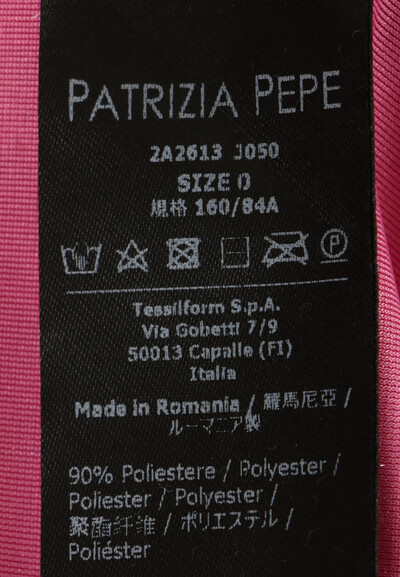 PATRIZIA PEPE
2A2613 J050
SIZE 0
規格 160/84A
P
Tessilform S.p.A.
Via Gobetti 7/9
50013 Capalle (FI)
Italia
Made in Romania / 羅馬尼亞 /
ルーマニア製
90% Poliestere / Polyester /
Poliester / Polyester /
聚酯纤维 / ポリエステル /
Poliéster